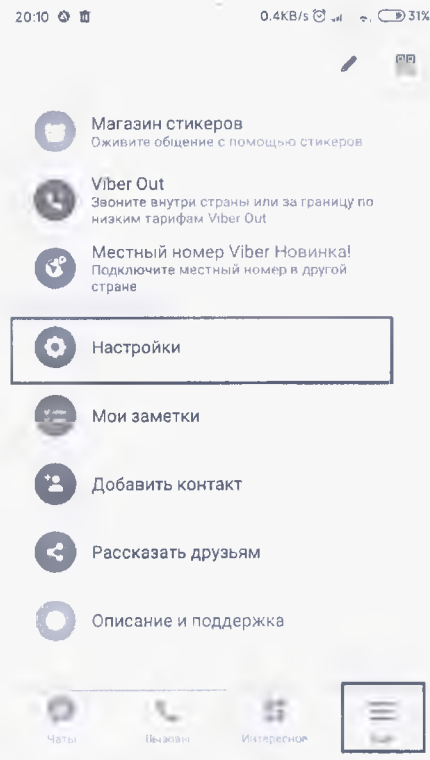 20:10 0.4KB/s 31%
Магазин стикеров
Оживите общение с помощью стикеров
Viber Out
Звоните внутри страны или за границу по
низким тарифам Viber Out
Местный номер Viber Новинка!
Подключите местный номер в другой
стране
Настройки
Мои заметки
Добавить контакт
Рассказать друзьям
Описание и поддержка
Чаты Вызовы Интересное